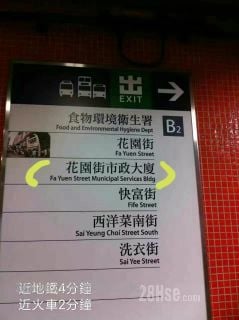 出
EXIT
B2
食物環境衛生署
Food and Environmental Hygiene Dept
花園街
Fa Yuen Street
花園街市政大廈
Fa Yuen Street Municipal Services Bldg
快富街
Fife Street
西洋菜南街
Sai Yeung Choi Street South
洗衣街
Sai Yee Street
近地鐵4分鐘
近火車2分鐘
28Hse.com